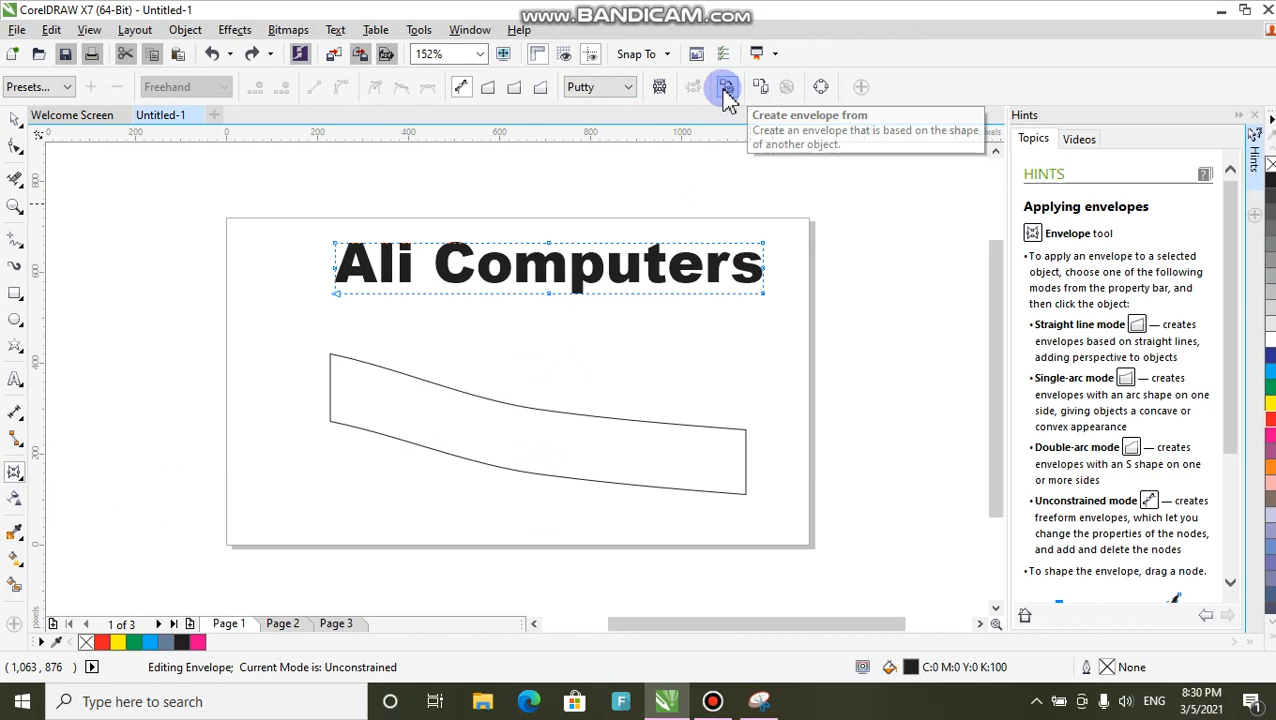 CorelDRAW X7 (64-Bit) - Untitled-1
www.BANDICAM.com
File Edit View Layout Object Effects Bitmaps Text Table Tools Window Help
152% Snap To
Presets... Freehand Putty
Create envelope from
Create an envelope that is based on the shape
of another object.
Welcome Screen Untitled-1
0 200 400 600 800 1000
800
600
400
200
0
Ali Computers
Hints
Topics Videos
HINTS
Applying envelopes
Envelope tool
• To apply an envelope to a selected
object, choose one of the following
modes from the property bar, and
then click the object:
• Straight line mode — creates
envelopes based on straight lines,
adding perspective to objects
• Single-arc mode — creates
envelopes with an arc shape on one
side, giving objects a concave or
convex appearance
• Double-arc mode — creates
envelopes with an S shape on one
or more sides
• Unconstrained mode — creates
freeform envelopes, which let you
change the properties of the nodes,
and add and delete the nodes
• To shape the envelope, drag a node.
Hints
1 of 3 Page 1 Page 2 Page 3
(1,063, 876) Editing Envelope; Current Mode is: Unconstrained C:0 M:0 Y:0 K:100 None
Type here to search
ENG
8:30 PM
3/5/2021